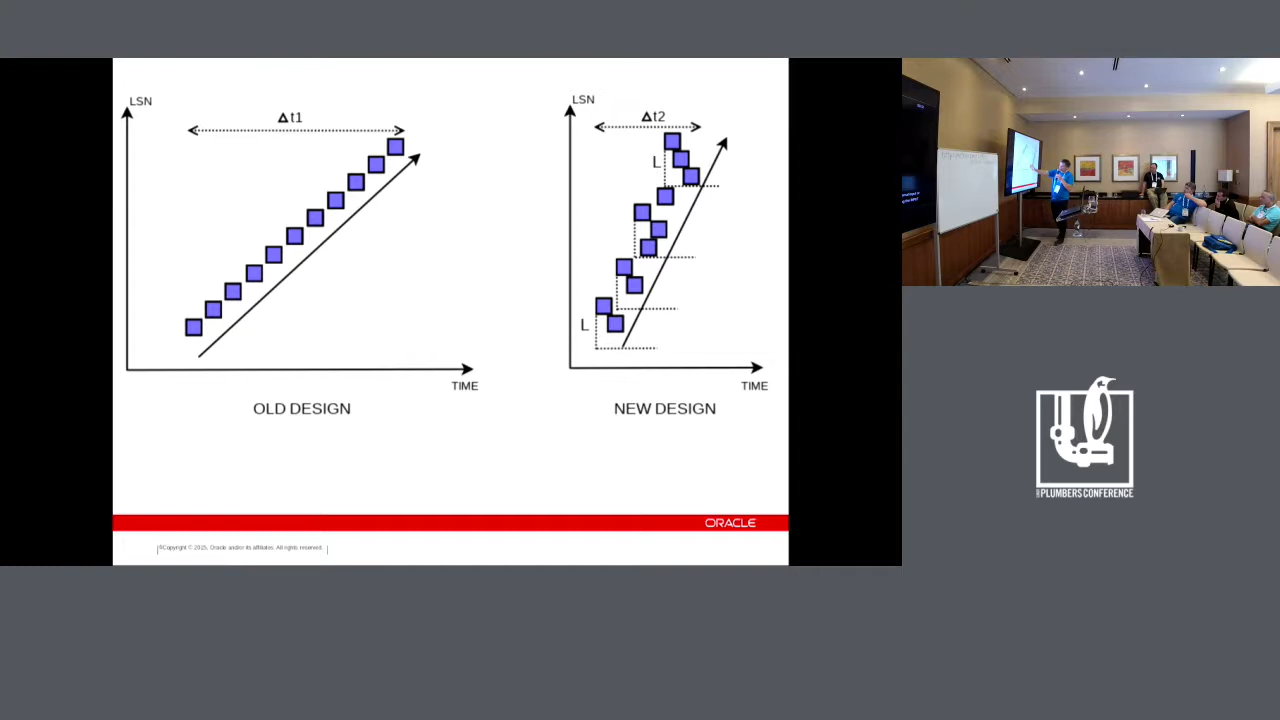 LSN
Δt1
TIME
OLD DESIGN
LSN
Δt2
L
L
TIME
NEW DESIGN
ORACLE
Copyright © 2015, Oracle and/or its affiliates. All rights reserved.
PLUMBERS CONFERENCE